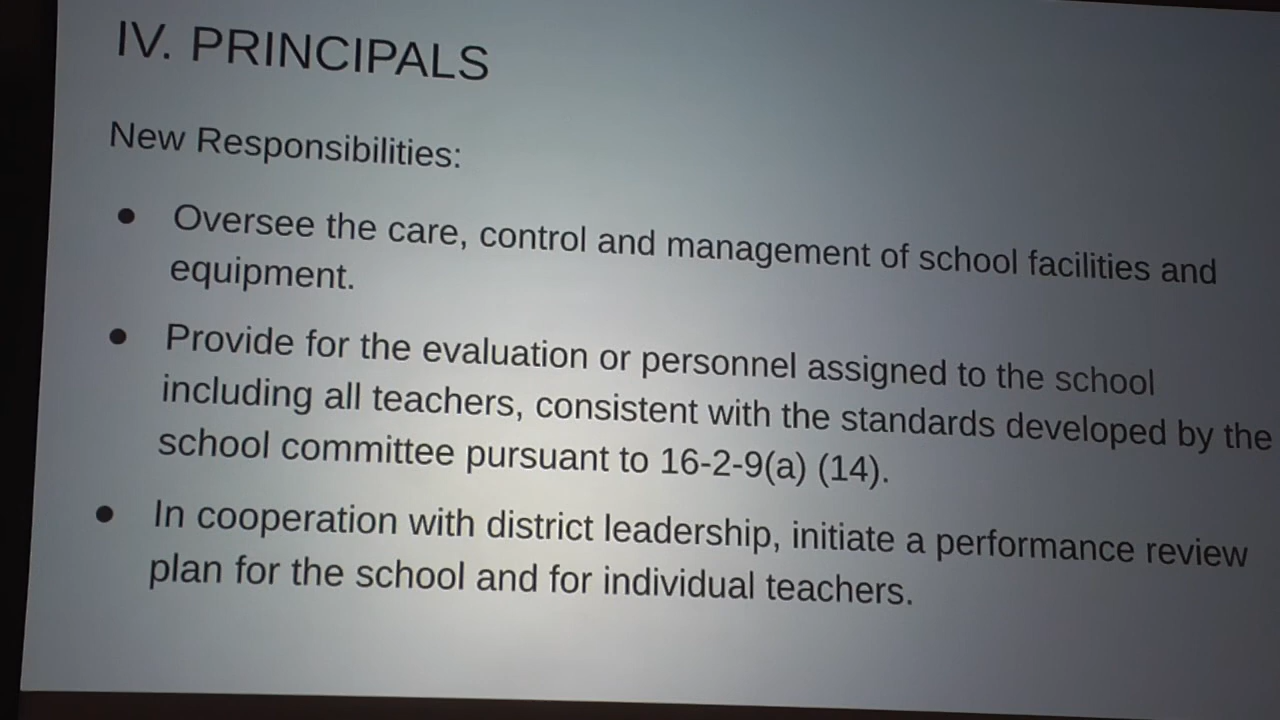 IV. PRINCIPALS
New Responsibilities:
● Oversee the care, control and management of school facilities and
equipment.
● Provide for the evaluation or personnel assigned to the school
including all teachers, consistent with the standards developed by the
school committee pursuant to 16-2-9(a) (14).
● In cooperation with district leadership, initiate a performance review
plan for the school and for individual teachers.